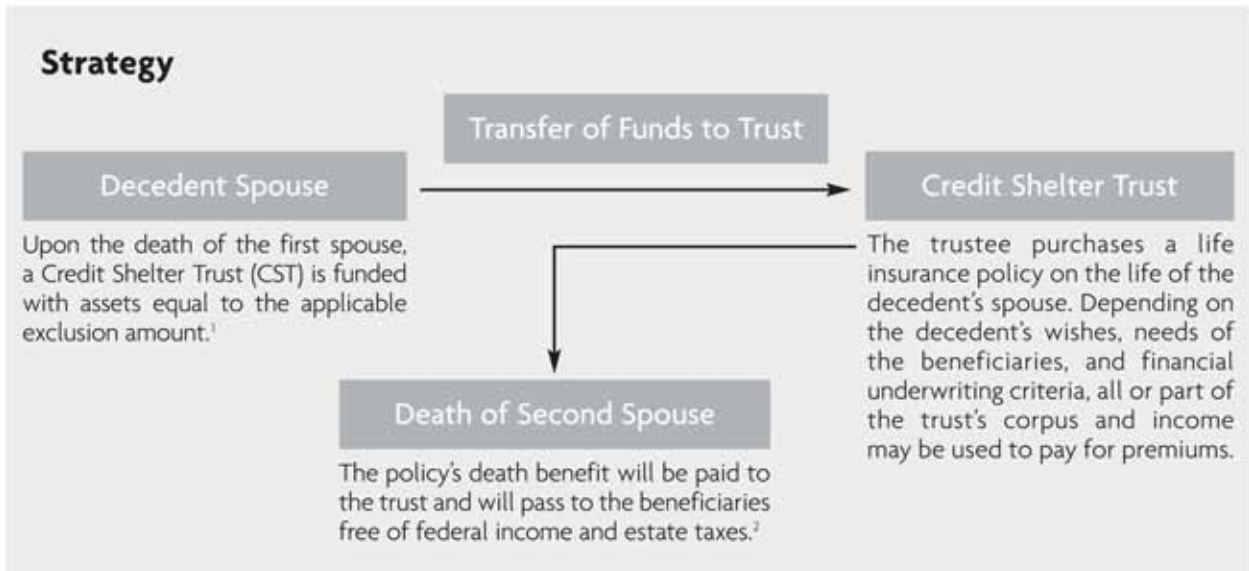 Strategy
Transfer of Funds to Trust
Decedent Spouse
Upon the death of the first spouse,
a Credit Shelter Trust (CST) is funded
with assets equal to the applicable
exclusion amount.¹
Credit Shelter Trust
The trustee purchases a life
insurance policy on the life of the
decedent's spouse. Depending on
the decedent's wishes, needs of
the beneficiaries, and financial
underwriting criteria, all or part of
the trust's corpus and income
may be used to pay for premiums.
Death of Second Spouse
The policy's death benefit will be paid to
the trust and will pass to the beneficiaries
free of federal income and estate taxes.²